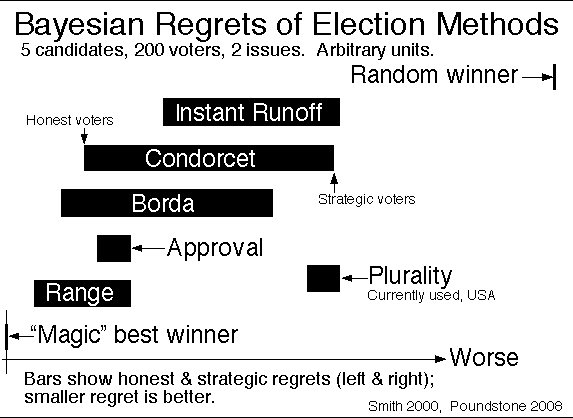 Bayesian Regrets of Election Methods
5 candidates, 200 voters, 2 issues.  Arbitrary units.
Random winner
Instant Runoff
Honest voters
Condorcet
Strategic voters
Borda
Approval
Plurality
Currently used, USA
Range
“Magic” best winner
Worse
Bars show honest & strategic regrets (left & right);
smaller regret is better.
Smith 2000,  Poundstone 2008